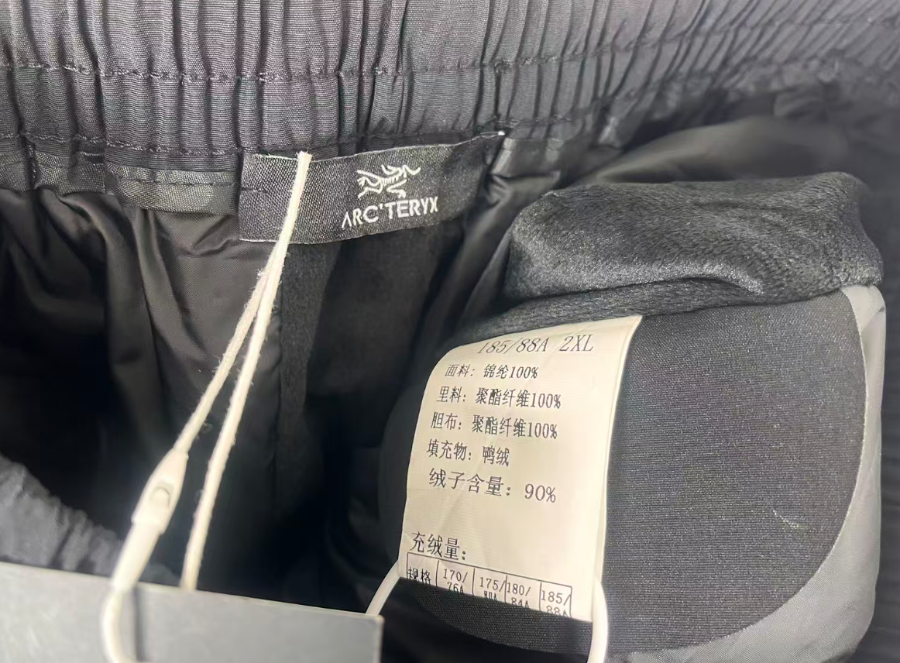 ARC'TERYX
185/88A 2XL
面料: 锦纶100%
里料: 聚酯纤维100%
胆布: 聚酯纤维100%
填充物: 鸭绒
绒子含量: 90%
充绒量:
规格 170/ 175/ 180/ 185/
76A 80A 84A 88A